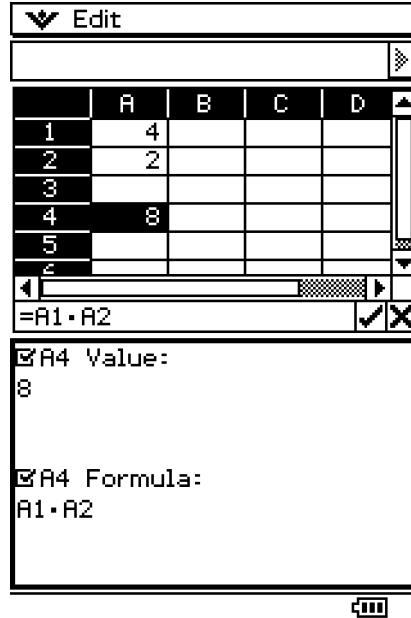 Edit
A B C D
1 4
2 2
3
4 8
5
=A1·A2
A4 Value:
8
A4 Formula:
A1·A2